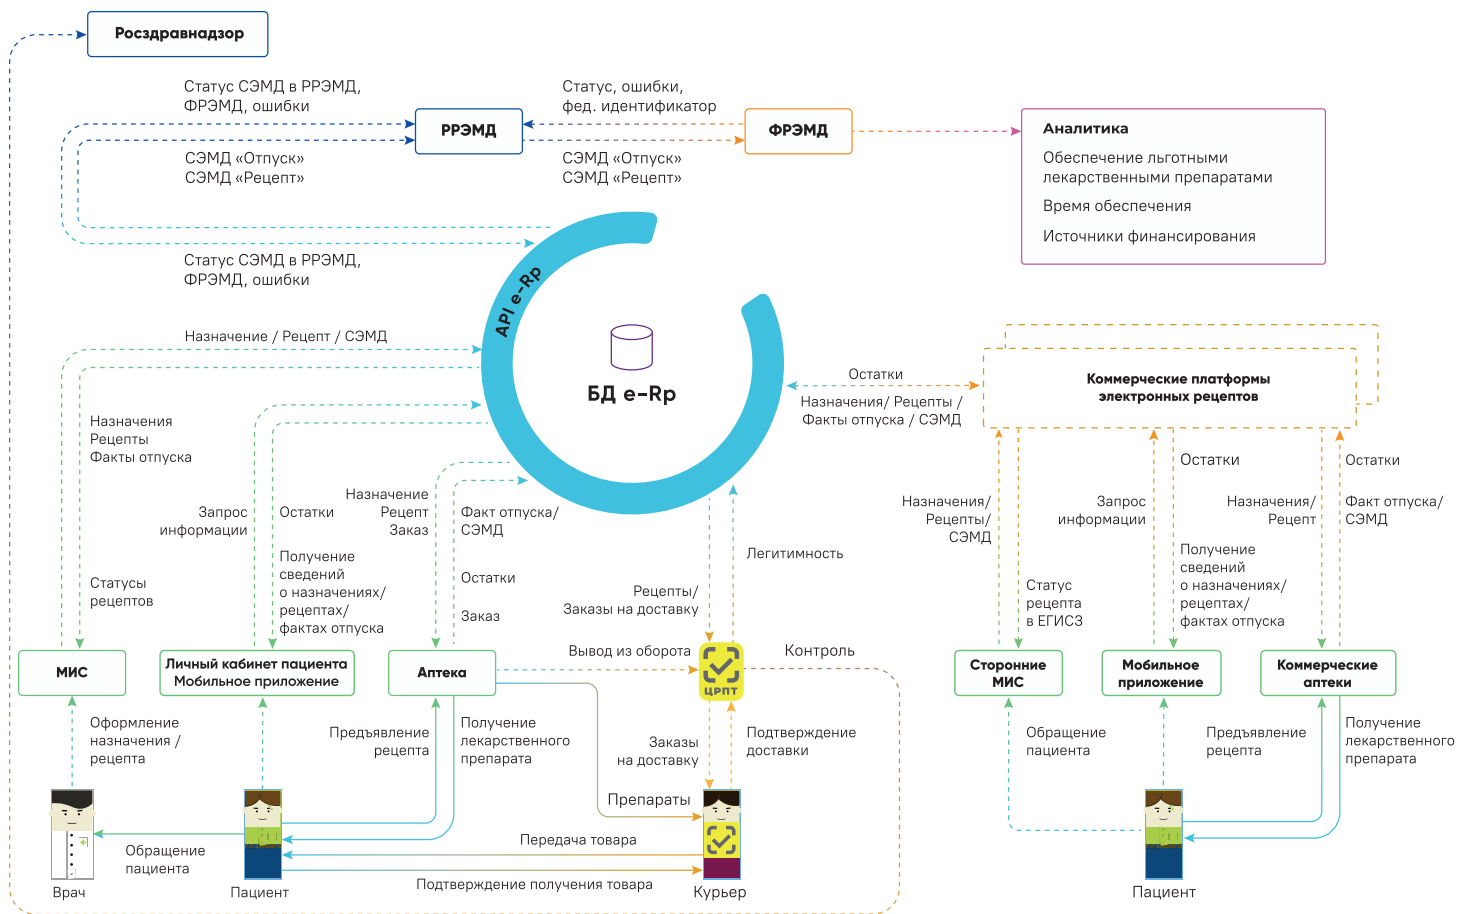 Росздравнадзор
Статус СЭМД в РРЭМД,
ФРЭМД, ошибки
Статус, ошибки,
фед. идентификатор
РРЭМД
ФРЭМД
СЭМД «Отпуск»
СЭМД «Рецепт»
СЭМД «Отпуск»
СЭМД «Рецепт»
Аналитика
Обеспечение льготными
лекарственными препаратами
Время обеспечения
Источники финансирования
Статус СЭМД в РРЭМД,
ФРЭМД, ошибки
API e-Rp
БД e-Rp
Назначение / Рецепт / СЭМД
Остатки
Назначения/ Рецепты /
Факты отпуска / СЭМД
Коммерческие платформы
электронных рецептов
Назначения
Рецепты
Факты отпуска
Статусы
рецептов
Запрос
информации
Остатки
Получение
сведений
о назначениях/
рецептах/
фактах отпуска
Назначение
Рецепт
Заказ
Факт отпуска/
СЭМД
Остатки
Заказ
Легитимность
Рецепты/
Заказы на доставку
Назначения/
Рецепты/
СЭМД
Статус
рецепта
в ЕГИСЗ
Запрос
информации
Остатки
Получение
сведений
о назначениях/
рецептах/
фактах отпуска
Назначения/
Рецепт
Остатки
Факт отпуска/
СЭМД
МИС
Личный кабинет пациента
Мобильное приложение
Аптека
Вывод из оборота
ЦРПТ
Контроль
Сторонние
МИС
Мобильное
приложение
Коммерческие
аптеки
Оформление
назначения /
рецепта
Предъявление
рецепта
Получение
лекарственного
препарата
Заказы
на доставку
Подтверждение
доставки
Обращение
пациента
Предъявление
рецепта
Получение
лекарственного
препарата
Препараты
Обращение
пациента
Передача товара
Подтверждение получения товара
Врач
Пациент
Курьер
Пациент